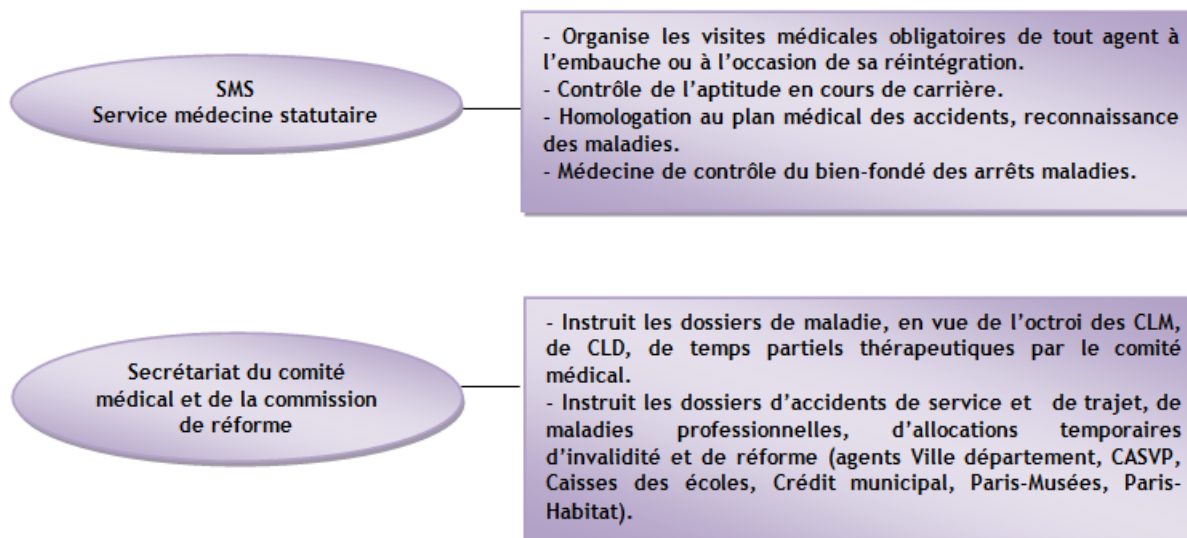 SMS
Service médecine statutaire
- Organise les visites médicales obligatoires de tout agent à
l'embauche ou à l'occasion de sa réintégration.
- Contrôle de l'aptitude en cours de carrière.
- Homologation au plan médical des accidents, reconnaissance
des maladies.
- Médecine de contrôle du bien-fondé des arrêts maladies.
Secrétariat du comité
médical et de la commission
de réforme
- Instruit les dossiers de maladie, en vue de l'octroi des CLM,
de CLD, de temps partiels thérapeutiques par le comité
médical.
- Instruit les dossiers d'accidents de service et de trajet, de
maladies professionnelles, d'allocations temporaires
d'invalidité et de réforme (agents Ville département, CASVP,
Caisses des écoles, Crédit municipal, Paris-Musées, Paris-
Habitat).